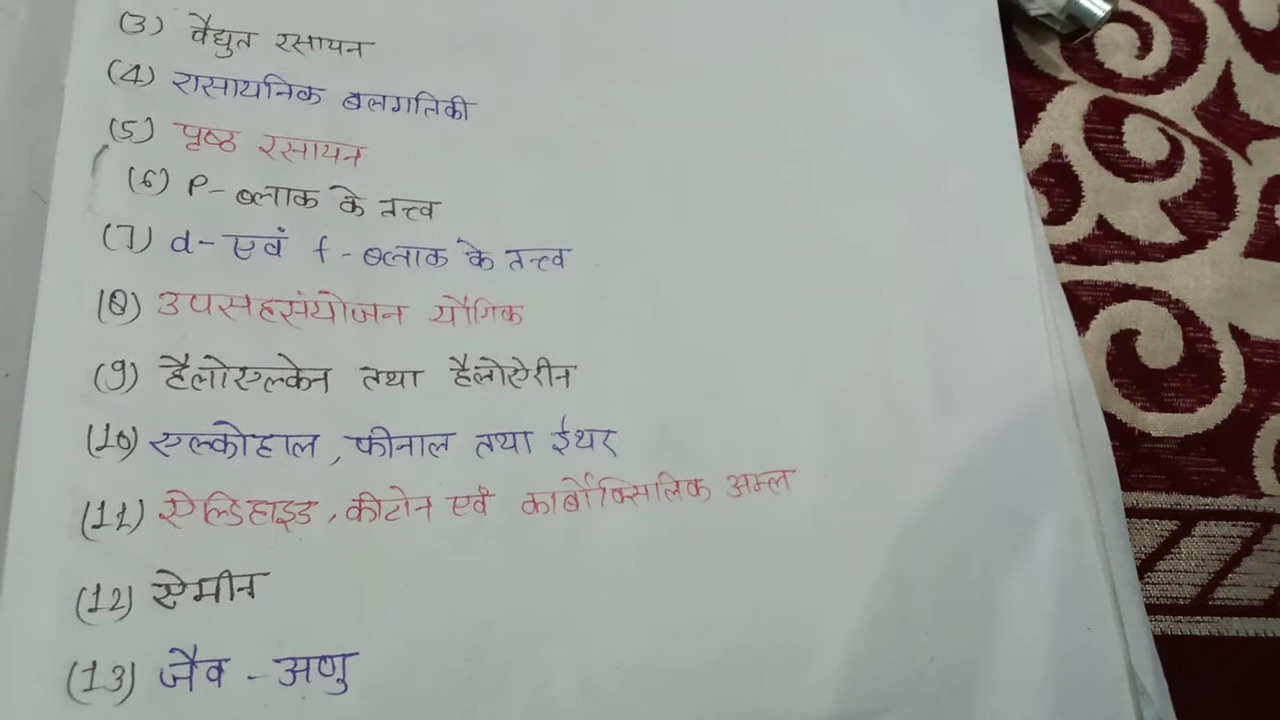 (3) वैद्युत रसायन
(4) रासायनिक बलगतिकी
(5) पृष्ठ रसायन
(6) P-ब्लाक के तत्त्व
(7) d- एवं f-ब्लाक के तत्त्व
(8) उपसहसंयोजन यौगिक
(9) हैलोएल्केन तथा हैलोऐरीन
(10) एल्कोहाल, फीनाल तथा ईथर
(11) ऐल्डिहाइड, कीटोन एवं कार्बोक्सिलिक अम्ल
(12) ऐमीन
(13) जैव - अणु